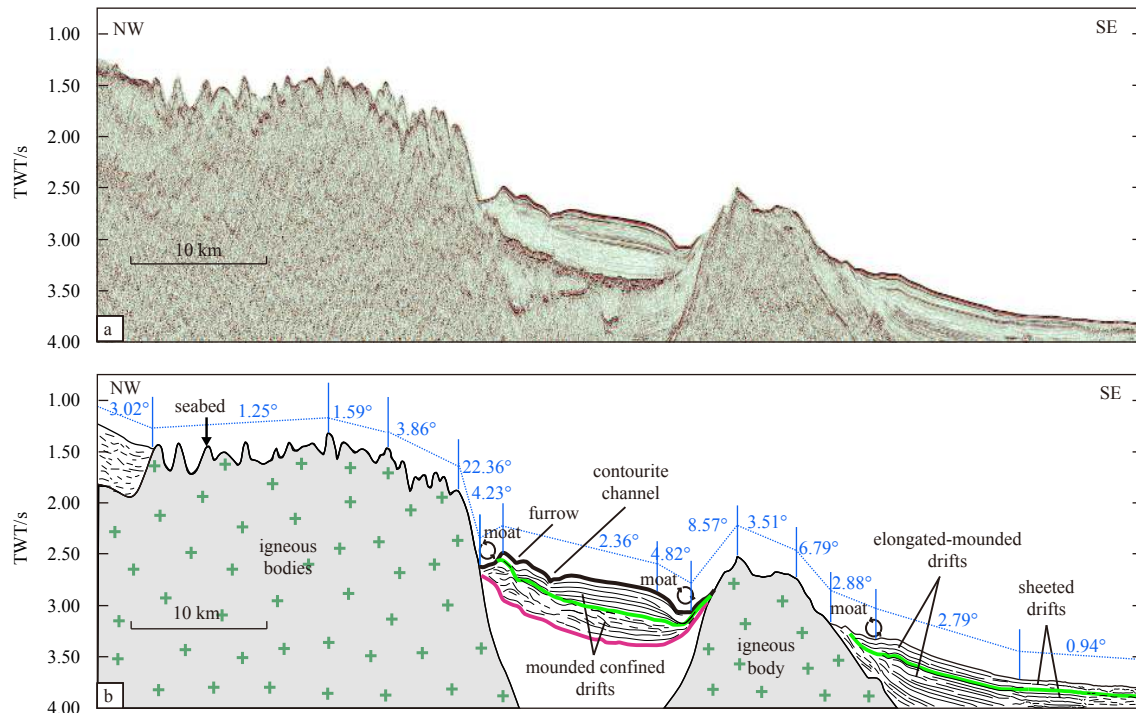 NW
SE
1.00
1.50
2.00
2.50
3.00
3.50
4.00
TWT/s
10 km
a
NW
SE
1.00
1.50
2.00
2.50
3.00
3.50
4.00
TWT/s
3.02°
seabed
1.25°
1.59°
3.86°
22.36°
4.23°
moat
furrow
contourite
channel
2.36°
4.82°
moat
8.57°
3.51°
6.79°
2.88°
moat
elongated-mounded
drifts
2.79°
sheeted
drifts
0.94°
igneous
bodies
10 km
mounded confined
drifts
igneous
body
b